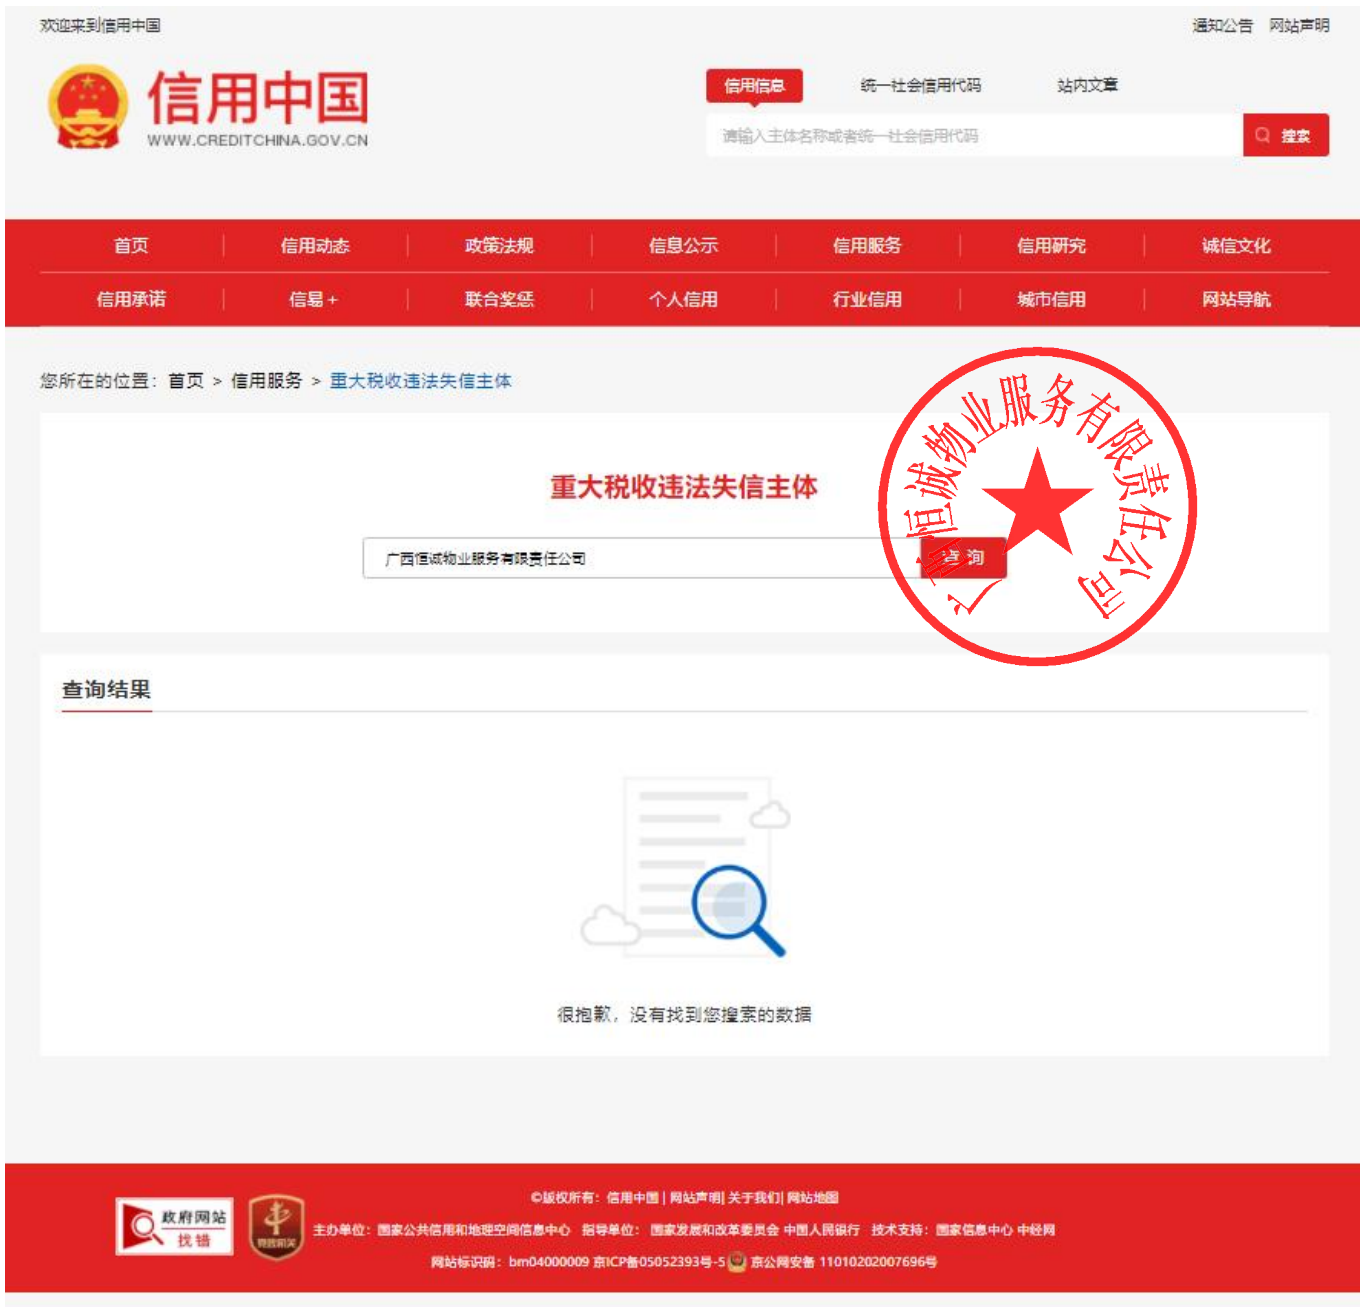 欢迎来到信用中国
通知公告 网站声明
信用中国
WWW.CREDITCHINA.GOV.CN
信用信息 统一社会信用代码 站内文章
请输入主体名称或者统一社会信用代码
搜索
首页 信用动态 政策法规 信息公示 信用服务 信用研究 诚信文化
信用承诺 信易+ 联合奖惩 个人信用 行业信用 城市信用 网站导航
您所在的位置：首页 > 信用服务 > 重大税收违法失信主体
重大税收违法失信主体
广西恒诚物业服务有限责任公司
查询
广西恒诚物业服务有限责任公司
查询结果
很抱歉，没有找到您搜索的数据
政府网站
找错
党政机关
©版权所有：信用中国 | 网站声明| 关于我们| 网站地图
主办单位：国家公共信用和地理空间信息中心 指导单位：国家发展和改革委员会 中国人民银行 技术支持：国家信息中心 中经网
网站标识码：bm04000009 京ICP备05052393号-5 京公网安备 11010202007696号